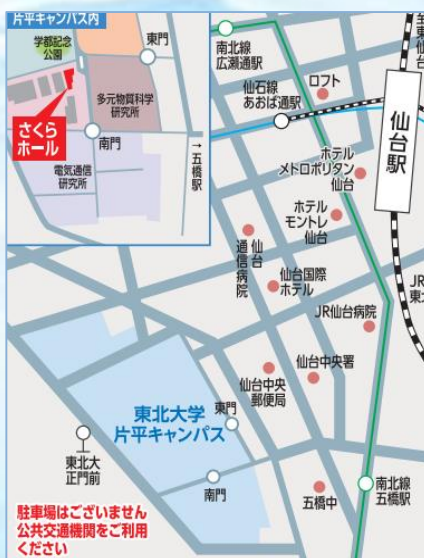 片平キャンパス内
学都記念
公園
東門
多元物質科学
研究所
さくら
ホール
南門
電気通信
研究所
→五橋駅
南北線
広瀬通駅
ロフト
仙石線
あおば通駅
仙台駅
ホテル
メトロポリタン
仙台
ホテル
モントレ
仙台
仙台
通信病院
仙台国際
ホテル
JR仙台病院
JR
東北
仙台中央署
仙台中央
郵便局
東北大学
片平キャンパス
東門
東北大
正門前
南門
五橋中
南北線
五橋駅
駐車場はございません
公共交通機関をご利用
ください